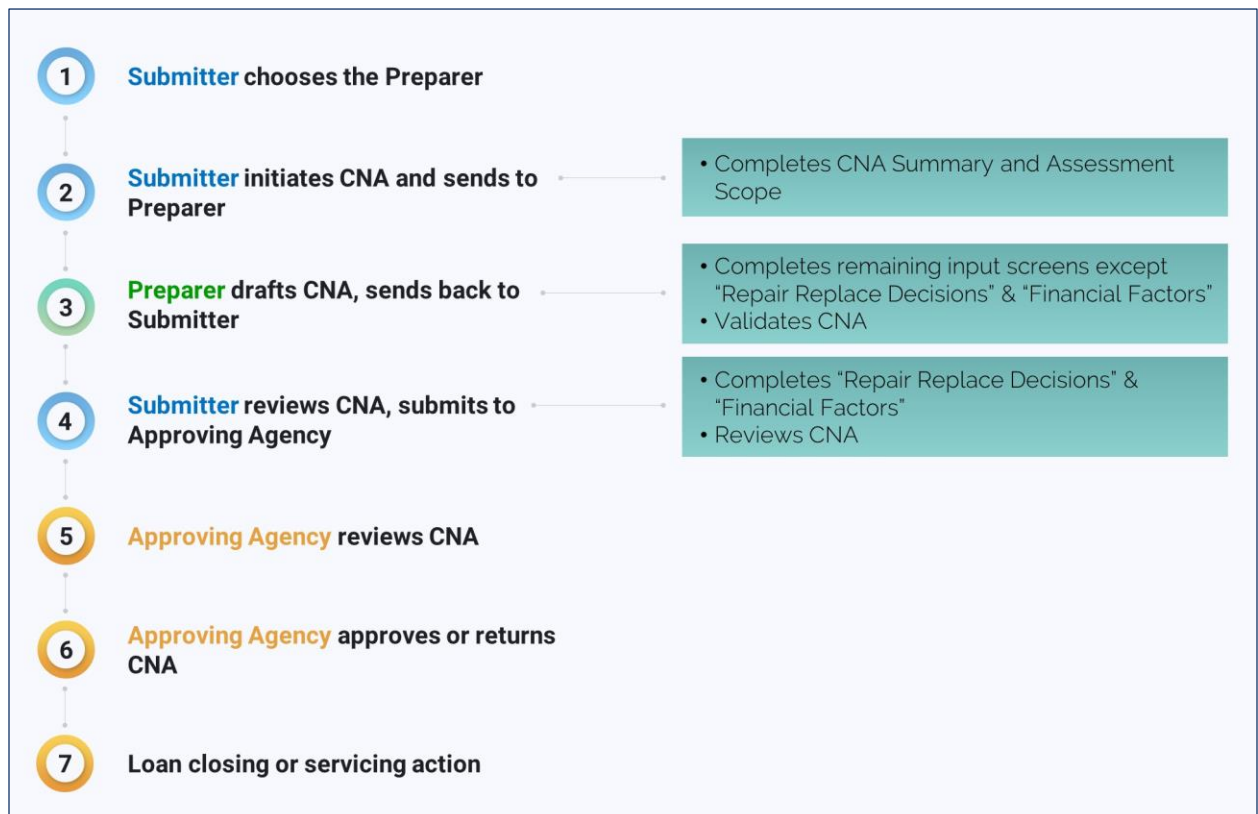 1
Submitter chooses the Preparer
2
Submitter initiates CNA and sends to
Preparer
• Completes CNA Summary and Assessment
Scope
3
Preparer drafts CNA, sends back to
Submitter
• Completes remaining input screens except
“Repair Replace Decisions” & “Financial Factors”
• Validates CNA
4
Submitter reviews CNA, submits to
Approving Agency
• Completes “Repair Replace Decisions” &
“Financial Factors”
• Reviews CNA
5
Approving Agency reviews CNA
6
Approving Agency approves or returns
CNA
7
Loan closing or servicing action